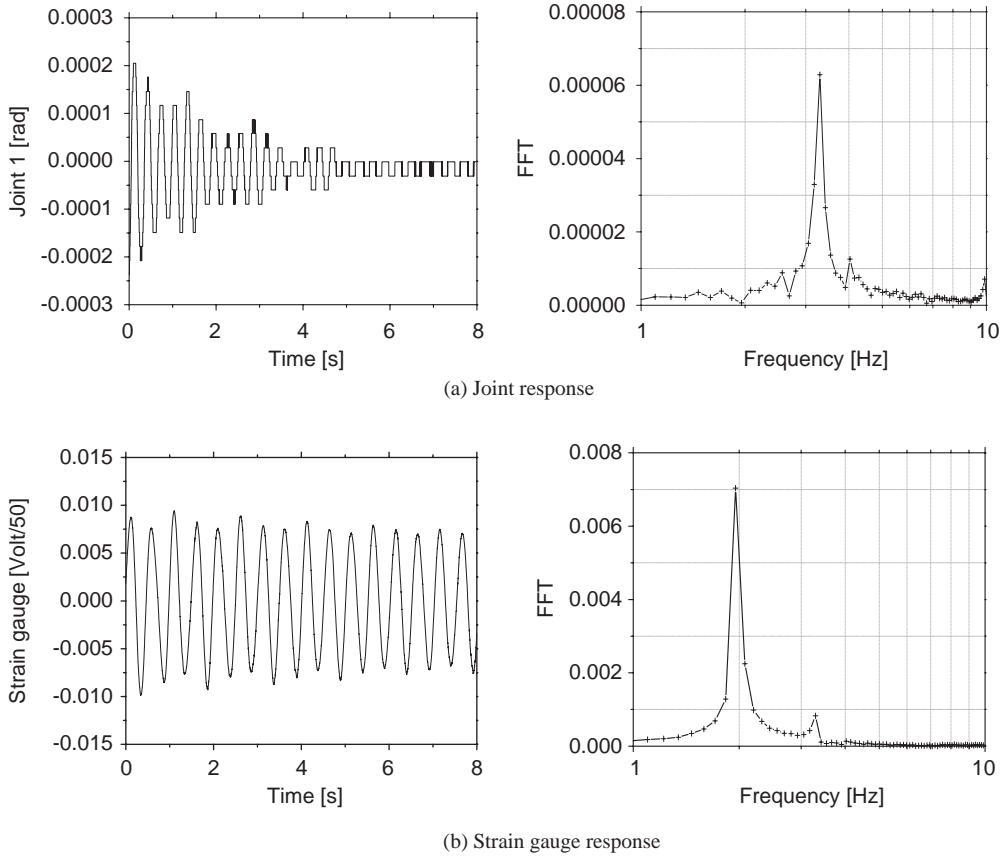 0.0003
0.0002
0.0001
0.0000
-0.0001
-0.0002
-0.0003
Joint 1 [rad]
0 2 4 6 8
Time [s]
0.00008
0.00006
0.00004
0.00002
0.00000
FFT
1 10
Frequency [Hz]
(a) Joint response
0.015
0.010
0.005
0.000
-0.005
-0.010
-0.015
Strain gauge [Volt/50]
0 2 4 6 8
Time [s]
0.008
0.006
0.004
0.002
0.000
FFT
1 10
Frequency [Hz]
(b) Strain gauge response